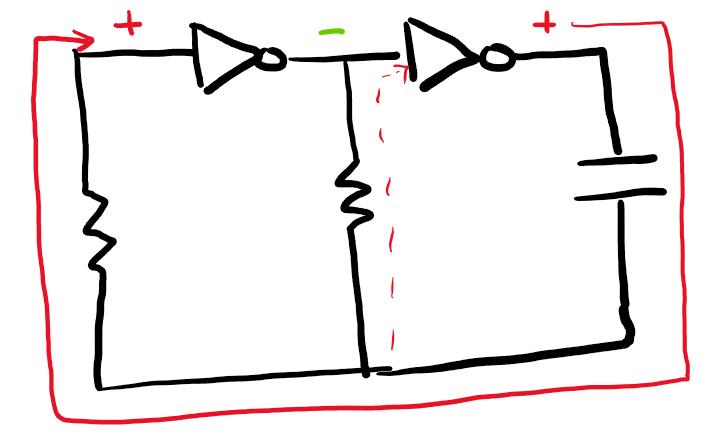 + - +